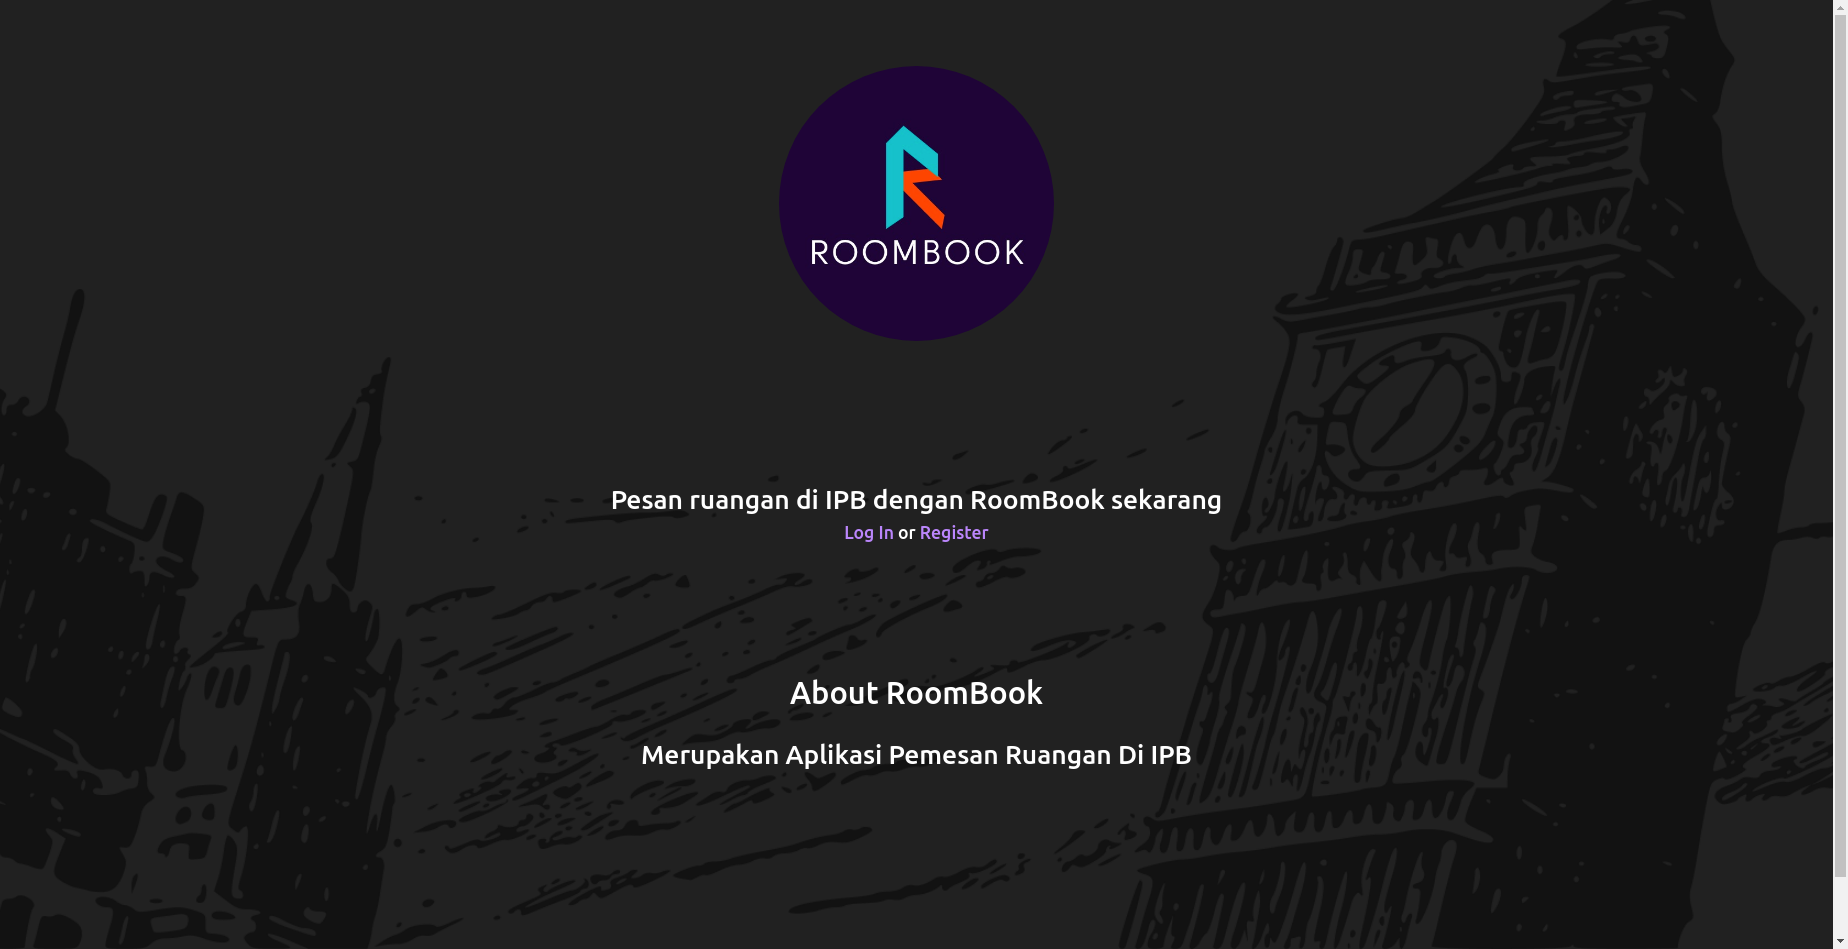 ROOMBOOK
Pesan ruangan di IPB dengan RoomBook sekarang
Log In or Register
About RoomBook
Merupakan Aplikasi Pemesan Ruangan Di IPB